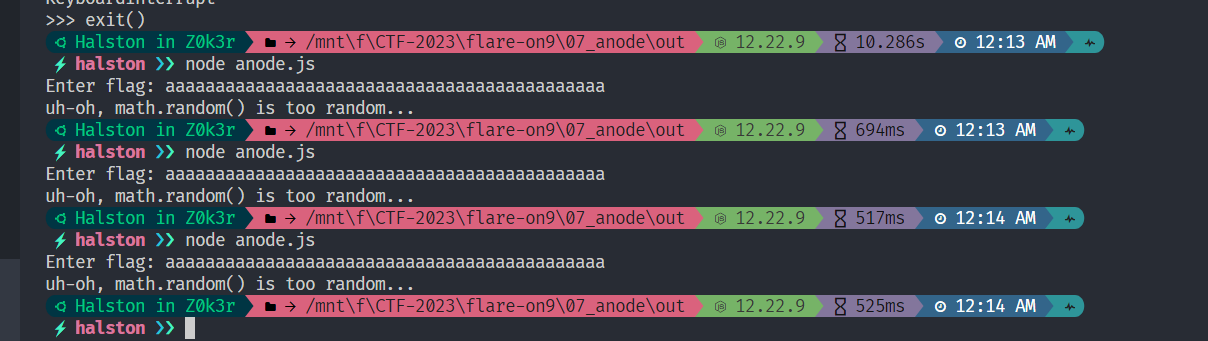 KeyboardInterrupt
>>> exit()
Halston in Z0k3r → /mnt\f\CTF-2023\flare-on9\07_anode\out 12.22.9 10.286s 12:13 AM
halston ❯❯ node anode.js
Enter flag: aaaaaaaaaaaaaaaaaaaaaaaaaaaaaaaaaaaaaaaaaaaa
uh-oh, math.random() is too random...
Halston in Z0k3r → /mnt\f\CTF-2023\flare-on9\07_anode\out 12.22.9 694ms 12:13 AM
halston ❯❯ node anode.js
Enter flag: aaaaaaaaaaaaaaaaaaaaaaaaaaaaaaaaaaaaaaaaaaaa
uh-oh, math.random() is too random...
Halston in Z0k3r → /mnt\f\CTF-2023\flare-on9\07_anode\out 12.22.9 517ms 12:14 AM
halston ❯❯ node anode.js
Enter flag: aaaaaaaaaaaaaaaaaaaaaaaaaaaaaaaaaaaaaaaaaaaa
uh-oh, math.random() is too random...
Halston in Z0k3r → /mnt\f\CTF-2023\flare-on9\07_anode\out 12.22.9 525ms 12:14 AM
halston ❯❯